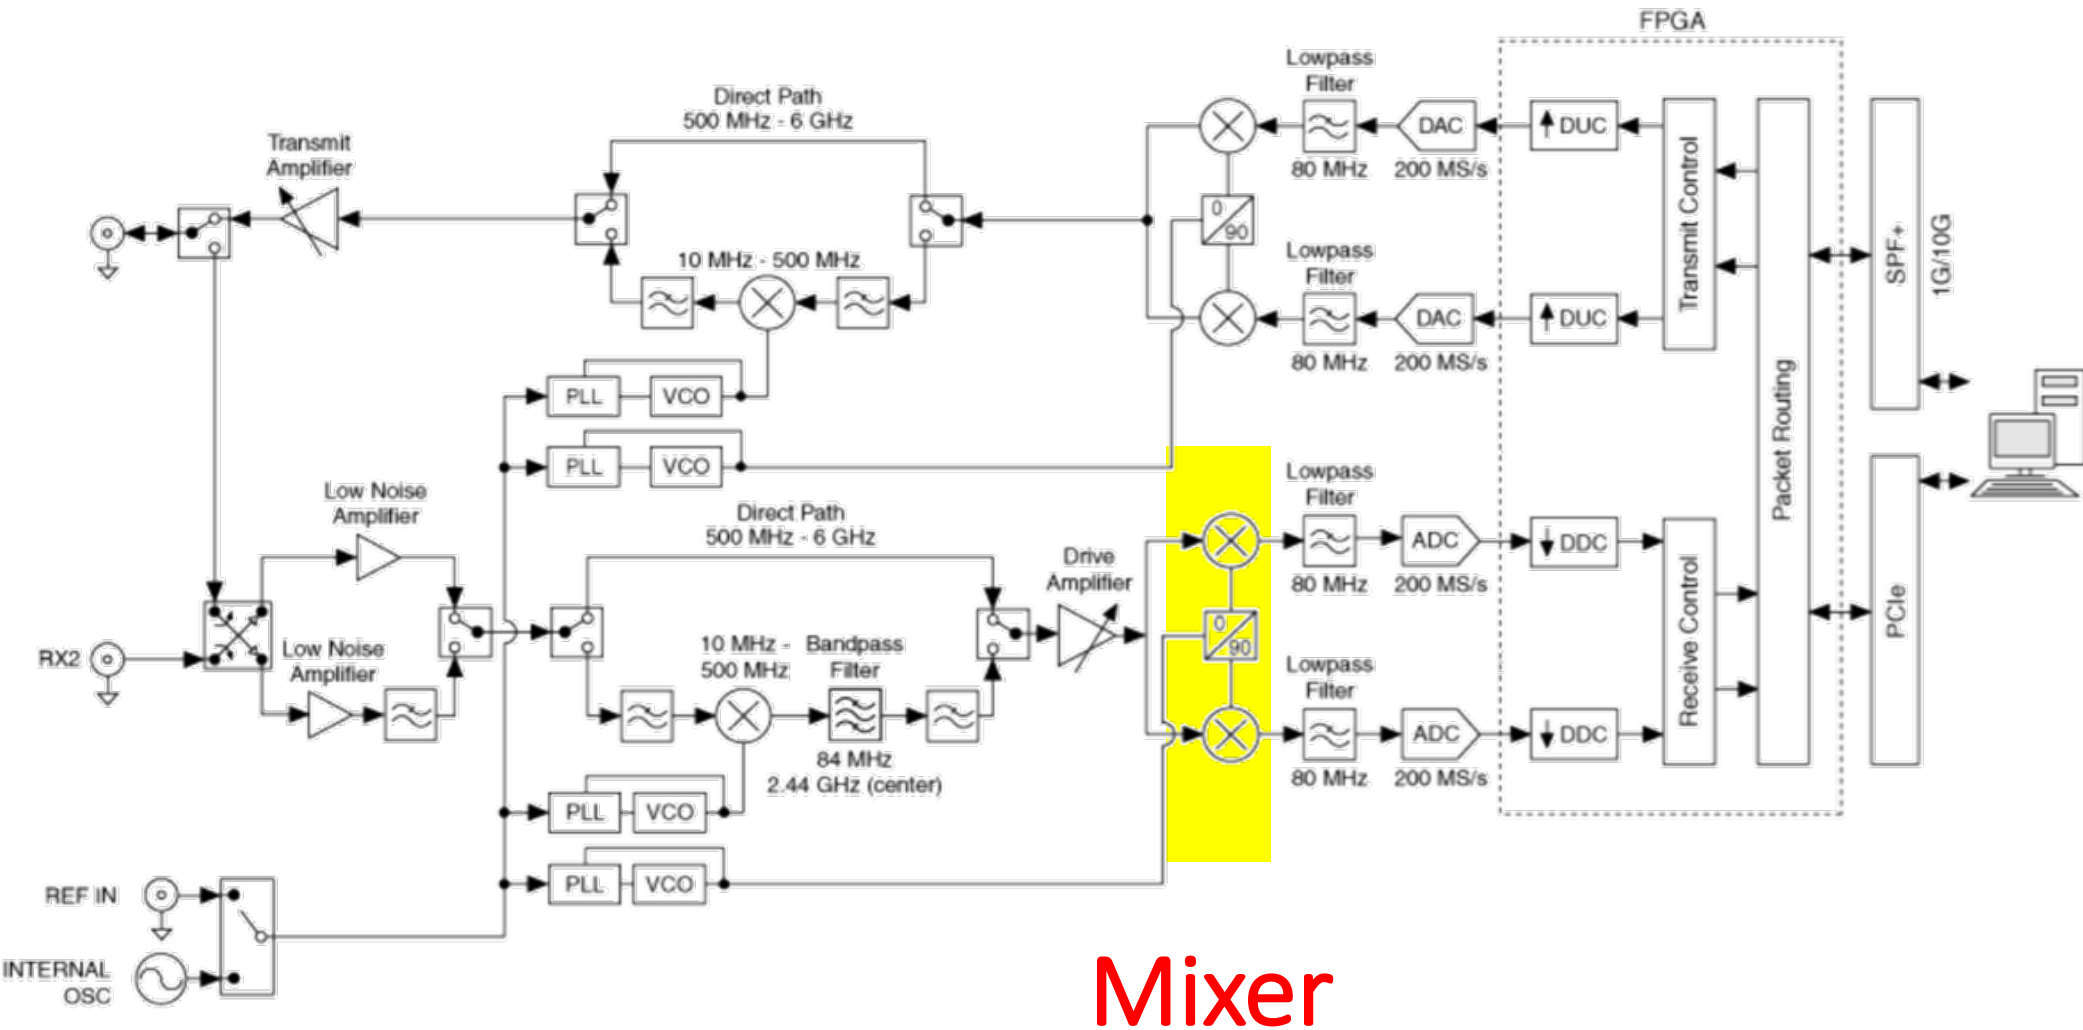 FPGA
Lowpass
Filter
Direct Path
500 MHz - 6 GHz
Transmit
Amplifier
DAC
DUC
80 MHz
200 MS/s
Transmit Control
0
90
SPF+
1G/10G
10 MHz - 500 MHz
Lowpass
Filter
DAC
DUC
80 MHz
200 MS/s
PLL
VCO
Packet Routing
PLL
VCO
Low Noise
Amplifier
Direct Path
500 MHz - 6 GHz
Lowpass
Filter
Drive
Amplifier
ADC
DDC
80 MHz
200 MS/s
Receive Control
PCIe
0
90
RX2
Low Noise
Amplifier
10 MHz -
500 MHz
Bandpass
Filter
Lowpass
Filter
ADC
DDC
84 MHz
2.44 GHz (center)
80 MHz
200 MS/s
PLL
VCO
PLL
VCO
REF IN
INTERNAL
OSC
Mixer